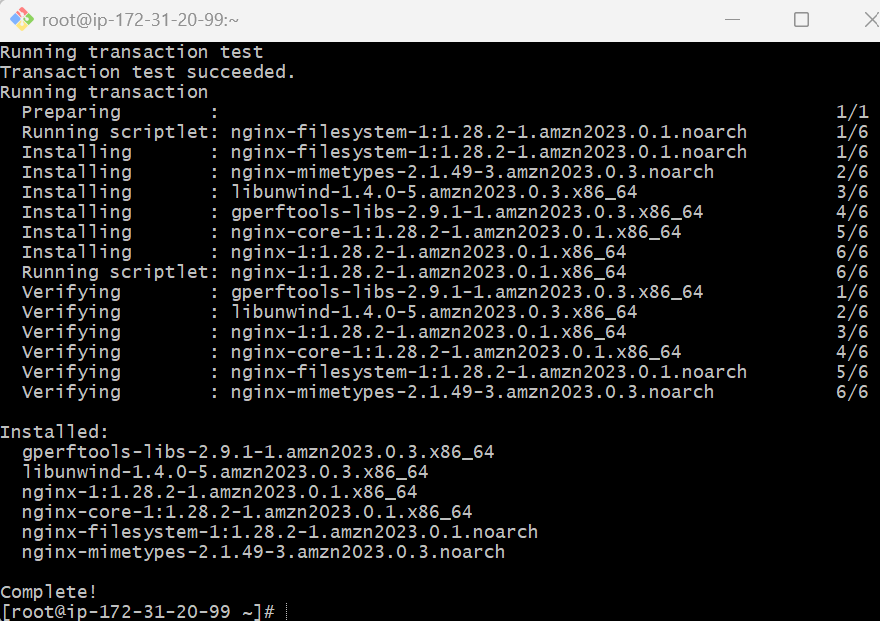 root@ip-172-31-20-99:~
Running transaction test
Transaction test succeeded.
Running transaction
  Preparing        :                                                        1/1
  Running scriptlet: nginx-filesystem-1:1.28.2-1.amzn2023.0.1.noarch        1/6
  Installing       : nginx-filesystem-1:1.28.2-1.amzn2023.0.1.noarch        1/6
  Installing       : nginx-mimetypes-2.1.49-3.amzn2023.0.3.noarch           2/6
  Installing       : libunwind-1.4.0-5.amzn2023.0.3.x86_64                  3/6
  Installing       : gperftools-libs-2.9.1-1.amzn2023.0.3.x86_64            4/6
  Installing       : nginx-core-1:1.28.2-1.amzn2023.0.1.x86_64              5/6
  Installing       : nginx-1:1.28.2-1.amzn2023.0.1.x86_64                   6/6
  Running scriptlet: nginx-1:1.28.2-1.amzn2023.0.1.x86_64                   6/6
  Verifying        : gperftools-libs-2.9.1-1.amzn2023.0.3.x86_64            1/6
  Verifying        : libunwind-1.4.0-5.amzn2023.0.3.x86_64                  2/6
  Verifying        : nginx-1:1.28.2-1.amzn2023.0.1.x86_64                   3/6
  Verifying        : nginx-core-1:1.28.2-1.amzn2023.0.1.x86_64              4/6
  Verifying        : nginx-filesystem-1:1.28.2-1.amzn2023.0.1.noarch        5/6
  Verifying        : nginx-mimetypes-2.1.49-3.amzn2023.0.3.noarch           6/6

Installed:
  gperftools-libs-2.9.1-1.amzn2023.0.3.x86_64
  libunwind-1.4.0-5.amzn2023.0.3.x86_64
  nginx-1:1.28.2-1.amzn2023.0.1.x86_64
  nginx-core-1:1.28.2-1.amzn2023.0.1.x86_64
  nginx-filesystem-1:1.28.2-1.amzn2023.0.1.noarch
  nginx-mimetypes-2.1.49-3.amzn2023.0.3.noarch

Complete!
[root@ip-172-31-20-99 ~]#